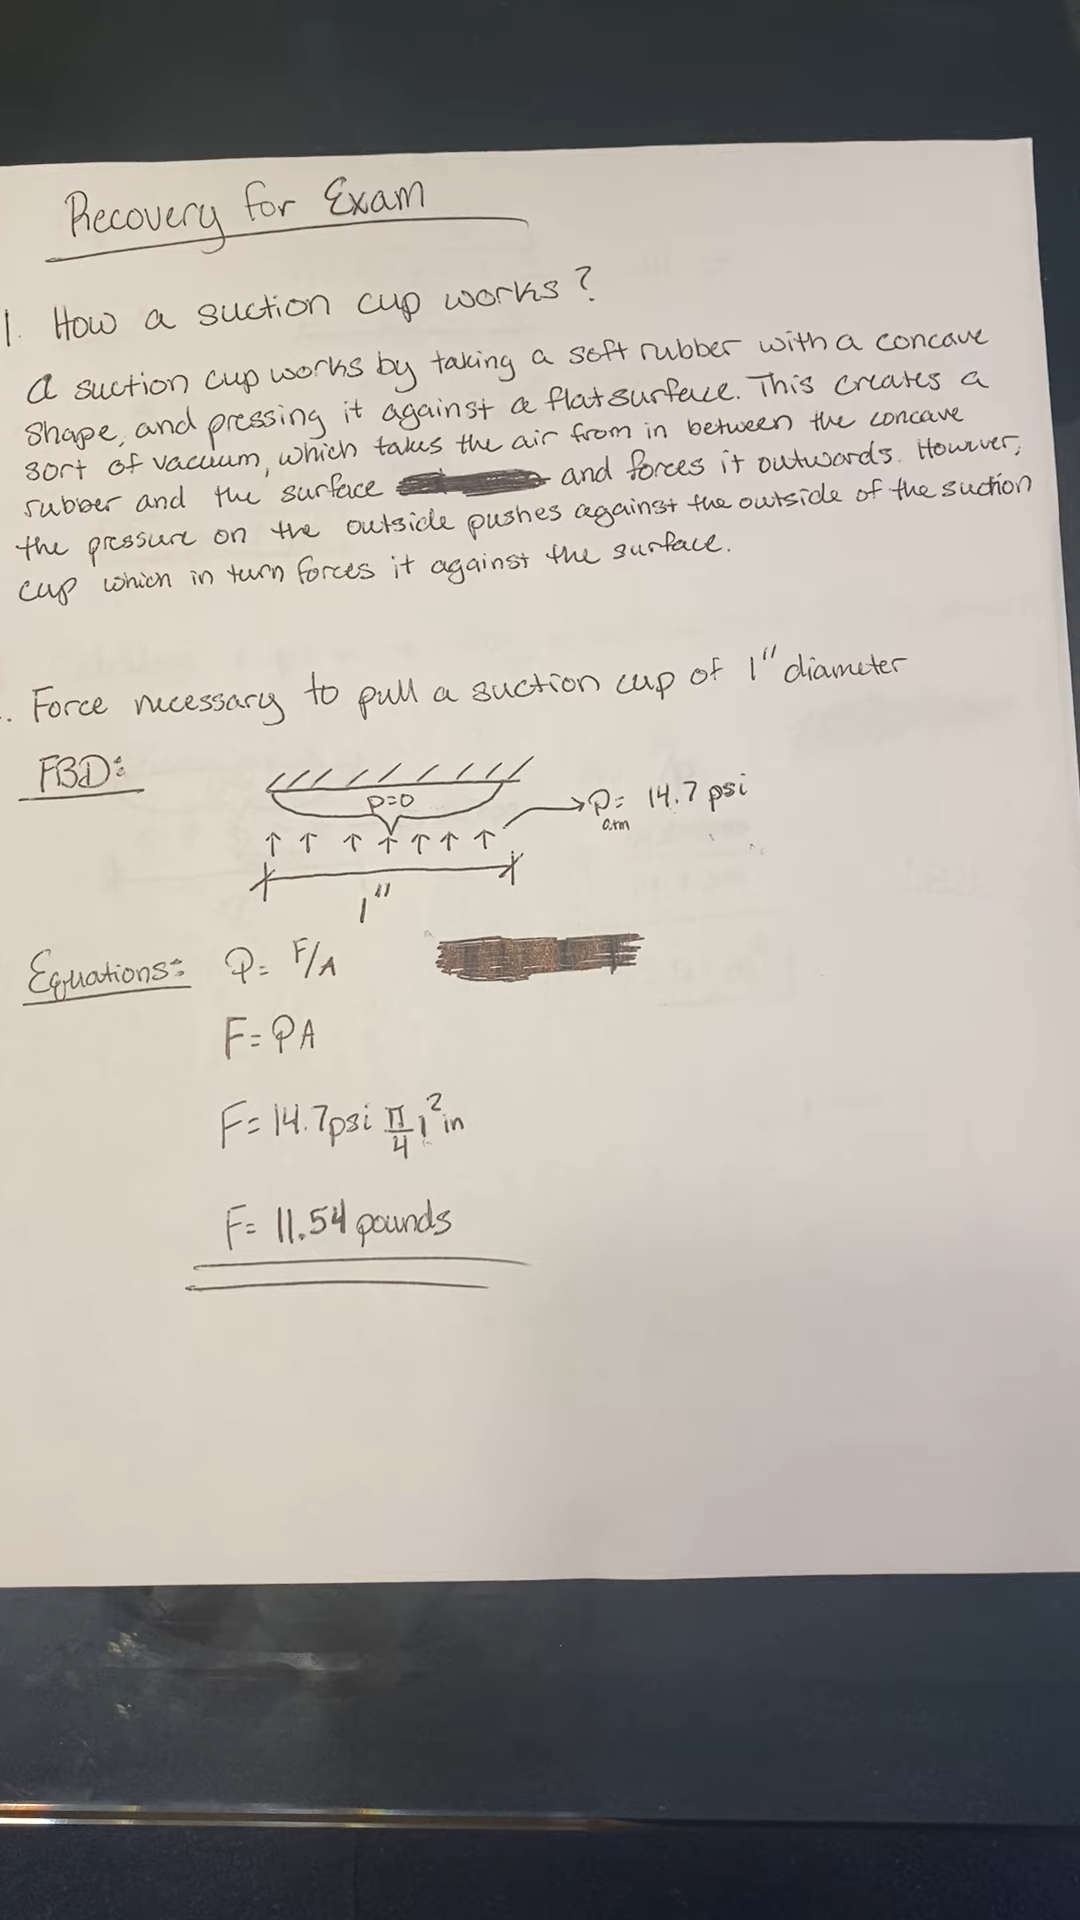 Recovery for Exam
1. How a suction cup works?
A suction cup works by taking a soft rubber with a concave
shape, and pressing it against a flat surface. This creates a
sort of vacuum, which takes the air from in between the concave
rubber and the surface and forces it outwards. However,
the pressure on the outside pushes against the outside of the suction
cup which in turn forces it against the surface.
. Force necessary to pull a suction cup of 1" diameter
FBD:
P=0
P= 14.7 psi
atm
1"
Equations: P= F/A
F=PA
F= 14.7psi π/4 1² in
F= 11.54 pounds